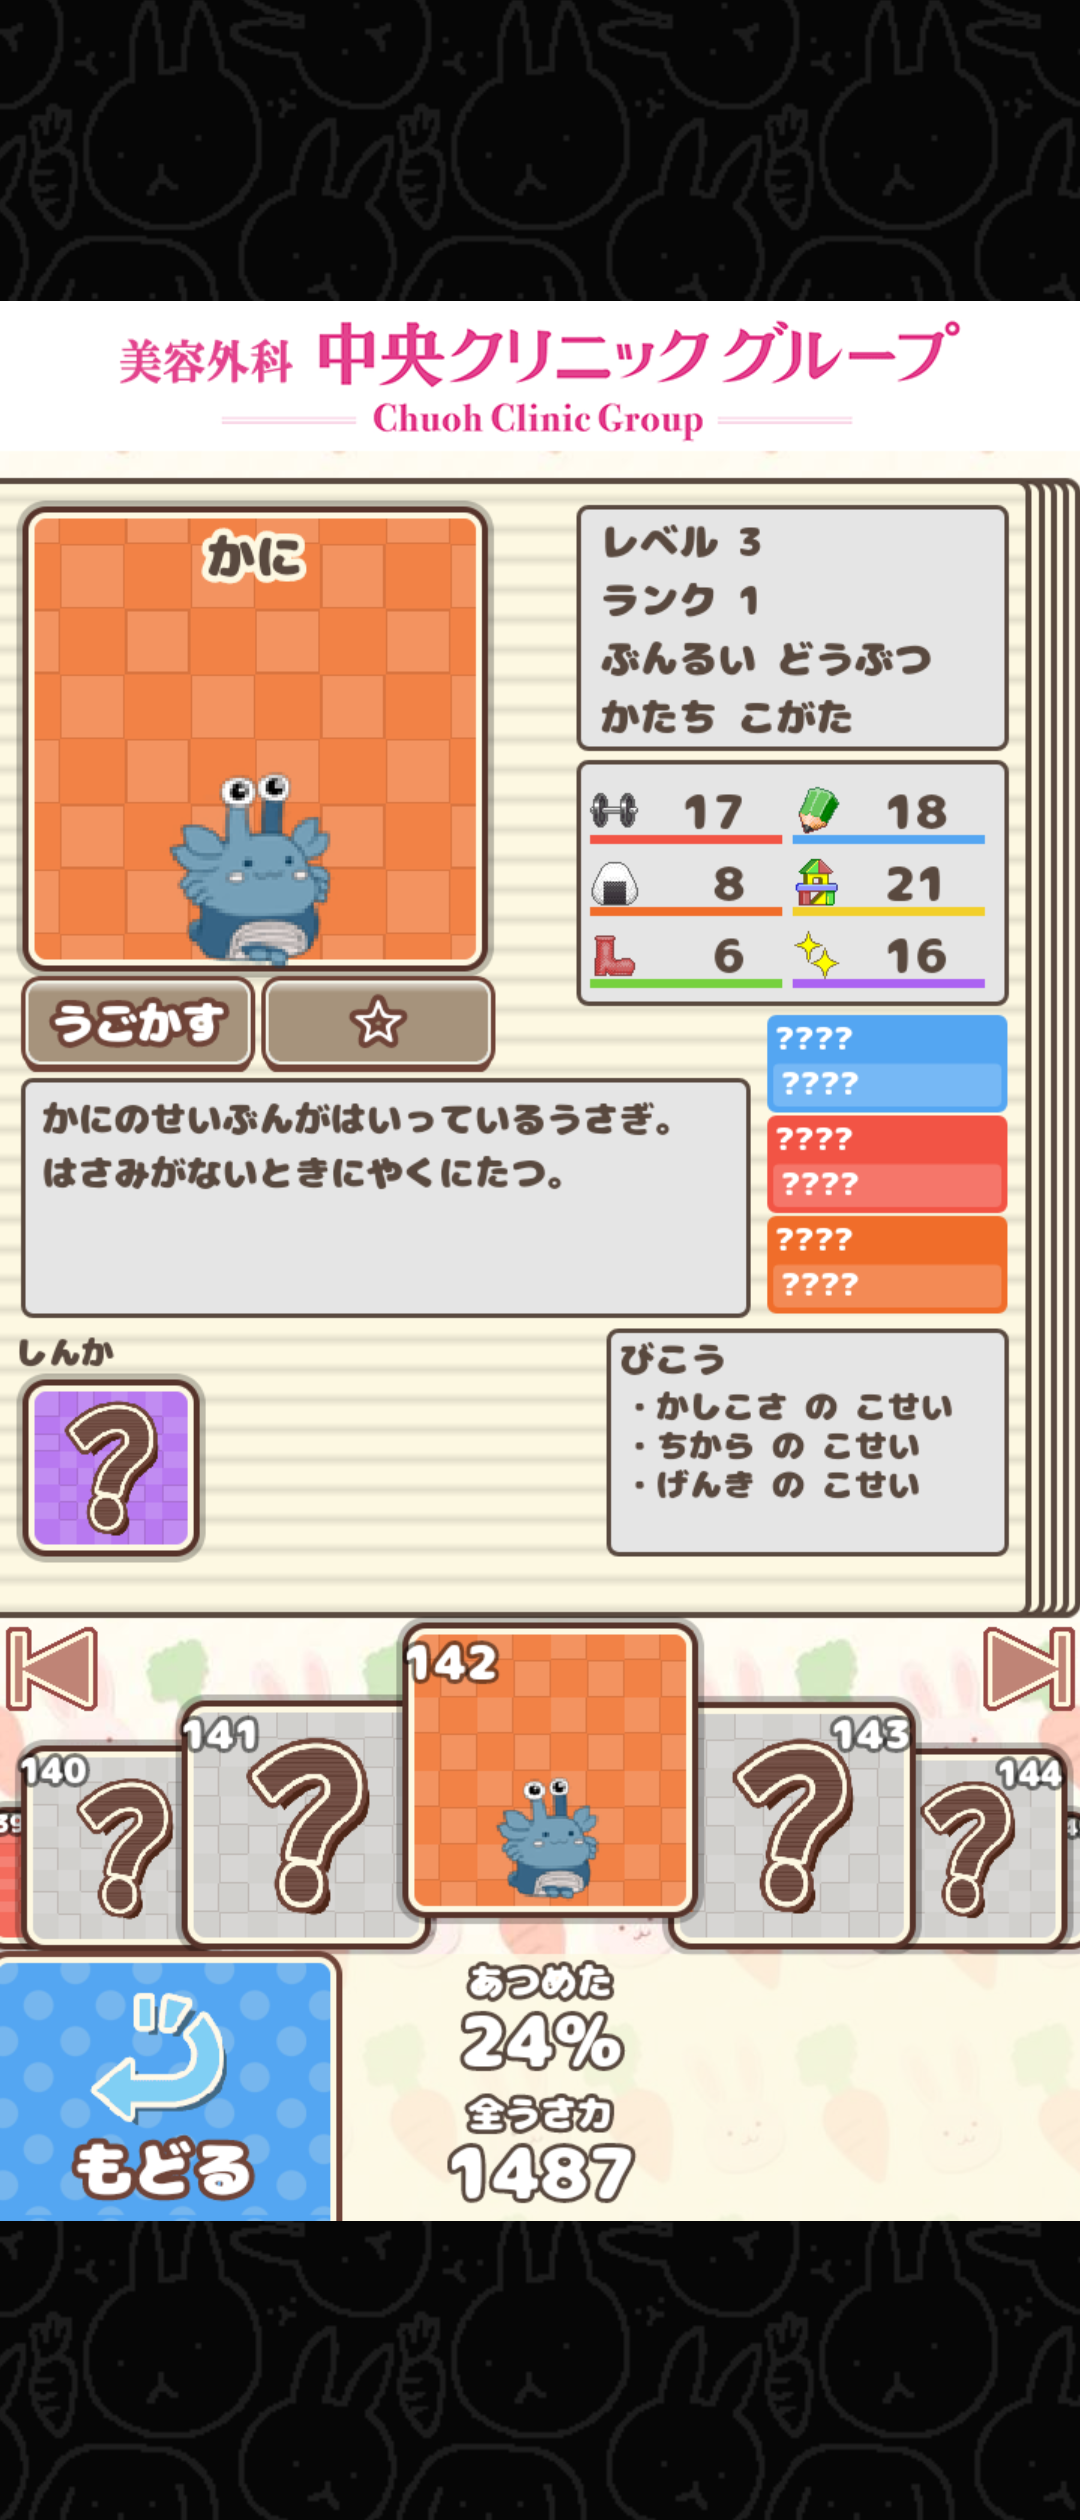 美容外科 中央クリニックグループ
Chuoh Clinic Group
かに
レベル 3
ランク 1
ぶんるい どうぶつ
かたち こがた
17 18
8 21
6 16
うごかす
????
????
????
????
????
????
かにのせいぶんがはいっているうさぎ。
はさみがないときにやくにたつ。
しんか
?
びこう
・かしこさ の こせい
・ちから の こせい
・げんき の こせい
140 ?
141 ?
142
143 ?
144 ?
あつめた
24%
全うさ力
1487
もどる